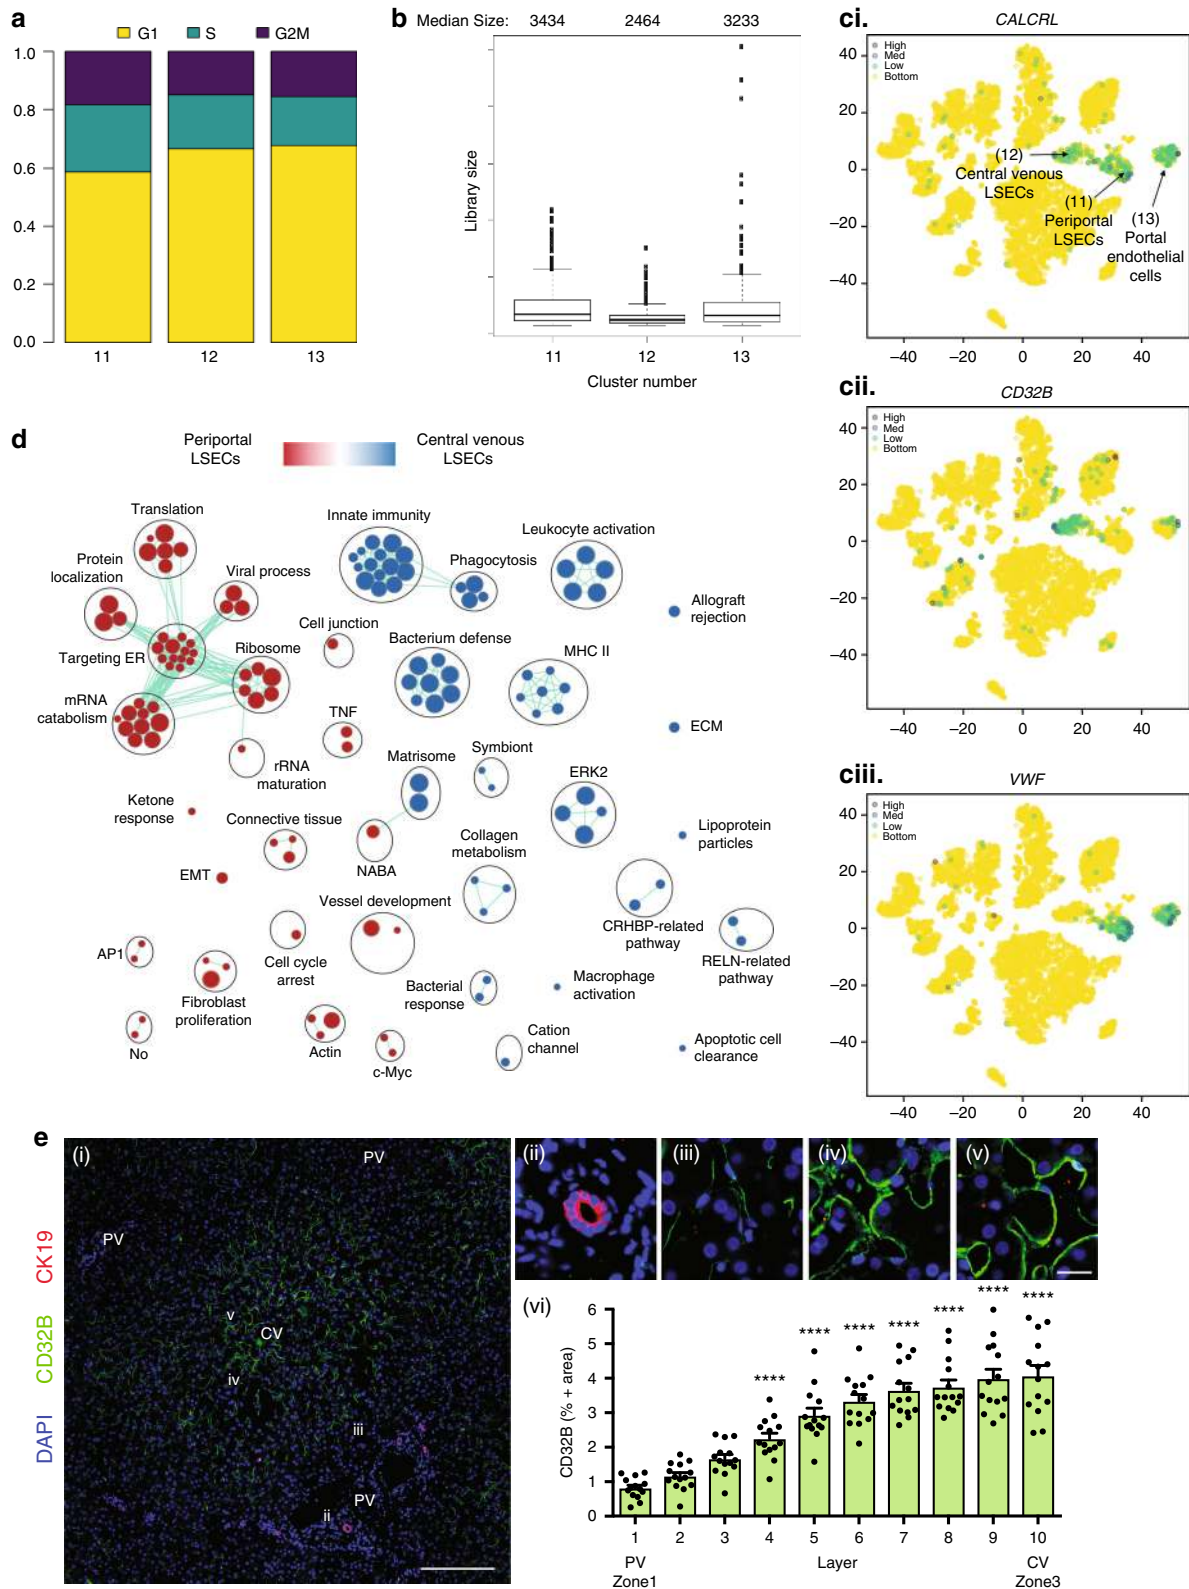 a
G1 S G2M
1.0
0.8
0.6
0.4
0.2
0.0
11 12 13
b
Median Size: 3434 2464 3233
Library size
11 12 13
Cluster number
ci.
CALCRL
High
Med
Low
Bottom
40
20
0
−20
−40
(12)
Central venous
LSECs
(11)
Periportal
LSECs
(13)
Portal
endothelial
cells
−40 −20 0 20 40
cii.
CD32B
High
Med
Low
Bottom
40
20
0
−20
−40
−40 −20 0 20 40
ciii.
VWF
High
Med
Low
Bottom
40
20
0
−20
−40
−40 −20 0 20 40
d
Periportal
LSECs
Central venous
LSECs
Translation
Innate immunity
Leukocyte activation
Protein
localization
Viral process
Phagocytosis
Allograft
rejection
Cell junction
Targeting ER
Ribosome
Bacterium defense
MHC II
mRNA
catabolism
TNF
ECM
rRNA
maturation
Matrisome
Symbiont
ERK2
Ketone
response
Connective tissue
NABA
Collagen
metabolism
Lipoprotein
particles
EMT
Vessel development
CRHBP-related
pathway
RELN-related
pathway
AP1
Cell cycle
arrest
Fibroblast
proliferation
Bacterial
response
Macrophage
activation
No
Actin
c-Myc
Cation
channel
Apoptotic cell
clearance
e
DAPI CD32B CK19
(i)
PV
PV
v
CV
iv
iii
PV
ii
(ii)
(iii)
(iv)
(v)
(vi)
CD32B (% + area)
6
5
4
3
2
1
0
**** **** **** **** **** **** ****
1 2 3 4 5 6 7 8 9 10
PV
Zone1
Layer
CV
Zone3